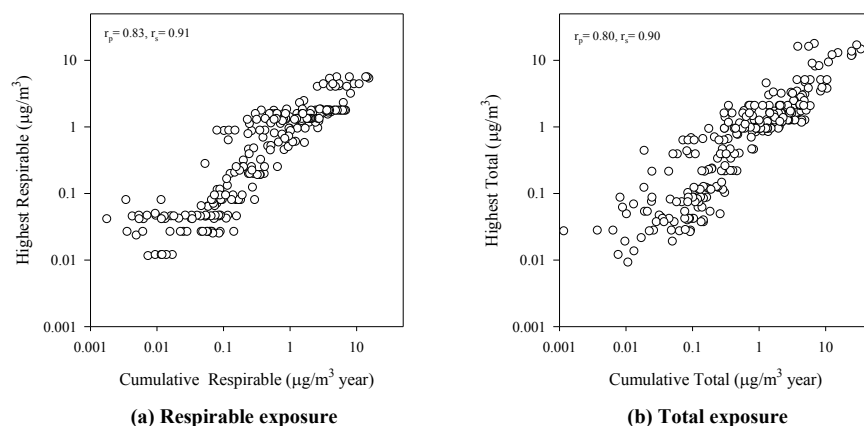 r_p= 0.83, r_s= 0.91
10
1
0.1
0.01
0.001
Highest Respirable (μg/m³)
0.001 0.01 0.1 1 10
Cumulative Respirable (μg/m³ year)
(a) Respirable exposure
r_p= 0.80, r_s= 0.90
10
1
0.1
0.01
0.001
Highest Total (μg/m³)
0.001 0.01 0.1 1 10
Cumulative Total (μg/m³ year)
(b) Total exposure